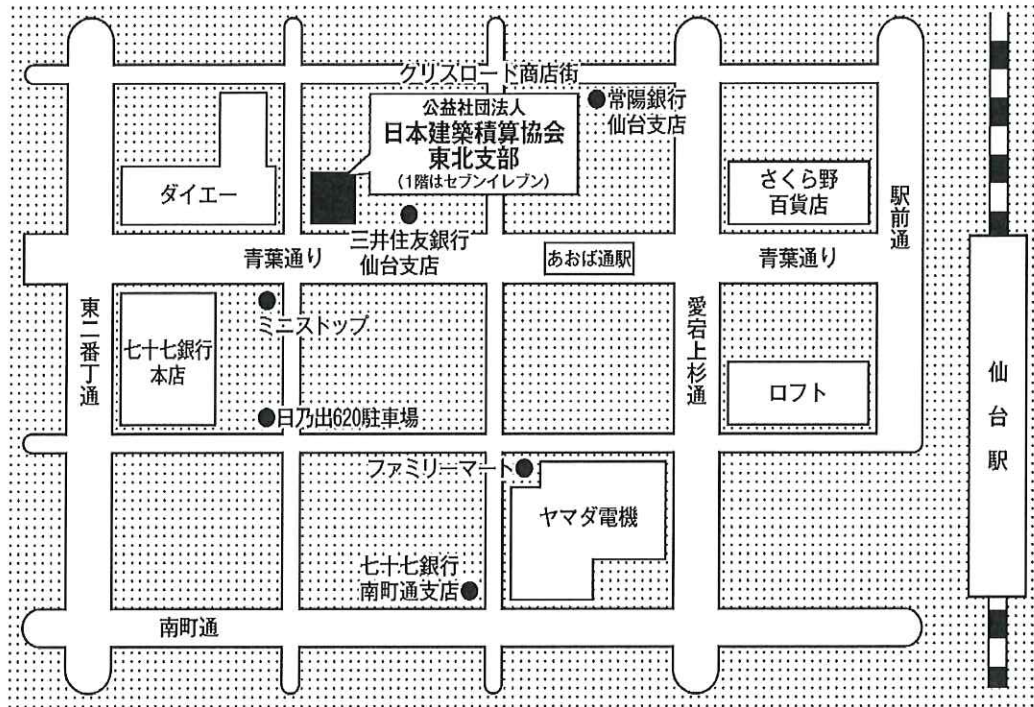 クリスロード商店街
公益社団法人
日本建築積算協会
東北支部
(1階はセブンイレブン)
常陽銀行
仙台支店
ダイエー
さくら野
百貨店
駅前通
三井住友銀行
仙台支店
青葉通り
あおば通駅
青葉通り
東二番丁通
ミニストップ
愛宕上杉通
七十七銀行
本店
ロフト
仙台駅
日乃出620駐車場
ファミリーマート
ヤマダ電機
七十七銀行
南町通支店
南町通